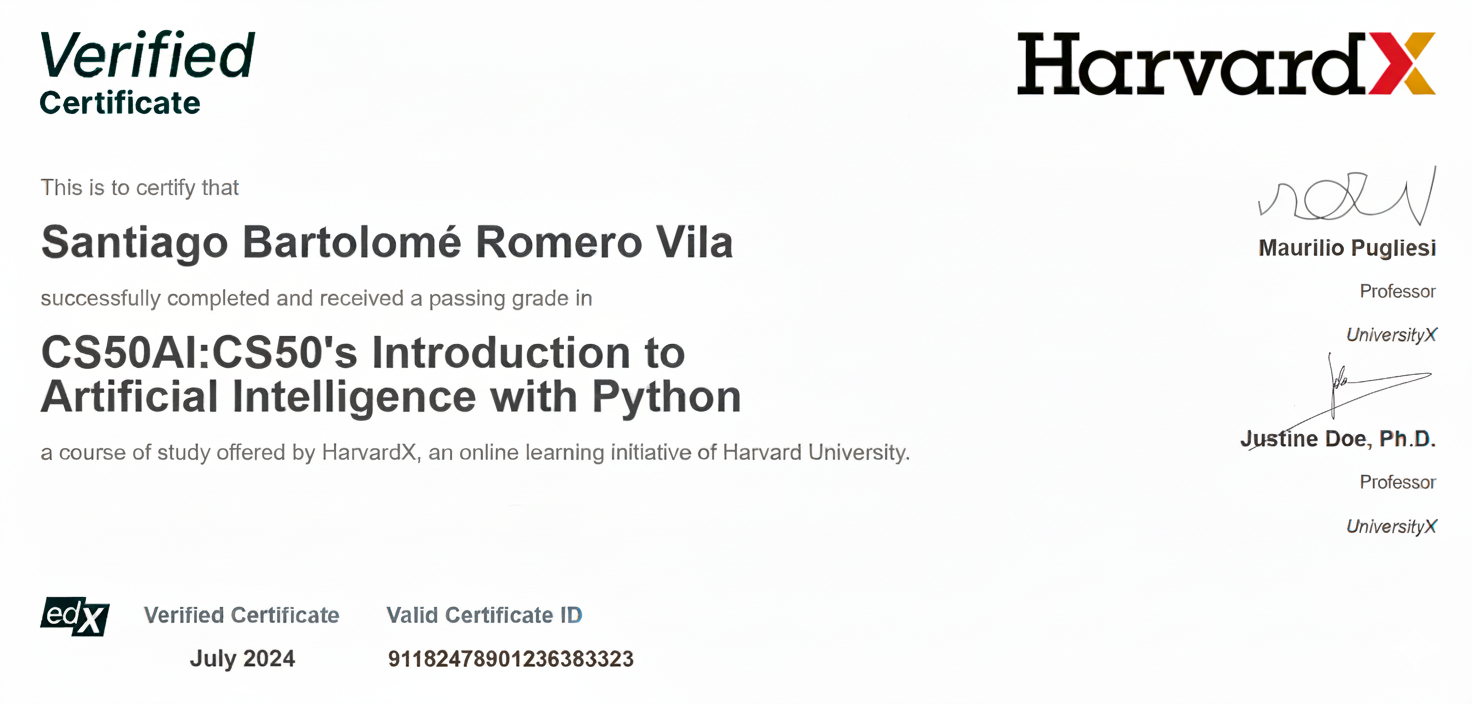 Verified
Certificate
HarvardX
This is to certify that
Santiago Bartolomé Romero Vila
successfully completed and received a passing grade in
CS50AI:CS50's Introduction to
Artificial Intelligence with Python
a course of study offered by HarvardX, an online learning initiative of Harvard University.
Maurilio Pugliesi
Professor
UniversityX
Justine Doe, Ph.D.
Professor
UniversityX
edX
Verified Certificate
July 2024
Valid Certificate ID
91182478901236383323